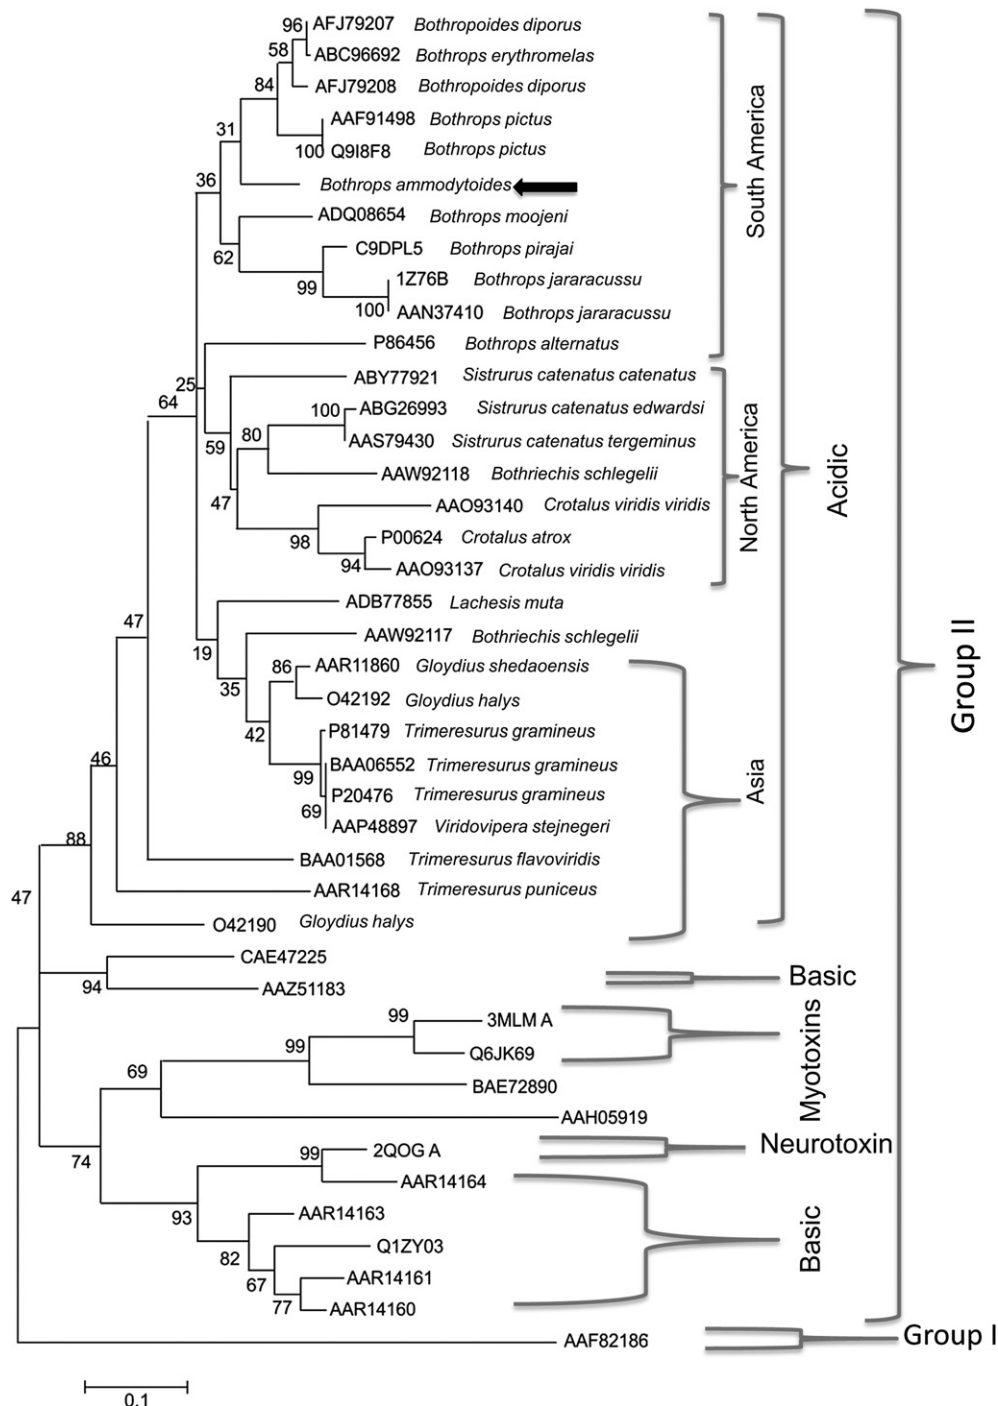 96 AFJ79207 Bothropoides diporus
58 ABC96692 Bothrops erythromelas
84 AFJ79208 Bothropoides diporus
AAF91498 Bothrops pictus
31 100 Q9I8F8 Bothrops pictus
36 Bothrops ammodytoides
ADQ08654 Bothrops moojeni
62 C9DPL5 Bothrops pirajai
99 1Z76B Bothrops jararacussu
100 AAN37410 Bothrops jararacussu
P86456 Bothrops alternatus
South America
25 ABY77921 Sistrurus catenatus catenatus
64 100 ABG26993 Sistrurus catenatus edwardsi
59 80 AAS79430 Sistrurus catenatus tergeminus
AAW92118 Bothriechis schlegelii
47 AAO93140 Crotalus viridis viridis
98 P00624 Crotalus atrox
94 AAO93137 Crotalus viridis viridis
North America
Acidic
ADB77855 Lachesis muta
47 19 AAW92117 Bothriechis schlegelii
86 AAR11860 Gloydius shedaoensis
35 O42192 Gloydius halys
42 P81479 Trimeresurus gramineus
99 BAA06552 Trimeresurus gramineus
P20476 Trimeresurus gramineus
69 AAP48897 Viridovipera stejnegeri
46 BAA01568 Trimeresurus flavoviridis
88 AAR14168 Trimeresurus puniceus
O42190 Gloydius halys
Asia
Group II
47 CAE47225
94 AAZ51183
Basic
99 3MLM A
99 Q6JK69
69 BAE72890
AAH05919
Myotoxins
74 99 2QOG A
Neurotoxin
AAR14164
93 AAR14163
82 Q1ZY03
67 AAR14161
77 AAR14160
Basic
AAF82186
Group I
0.1